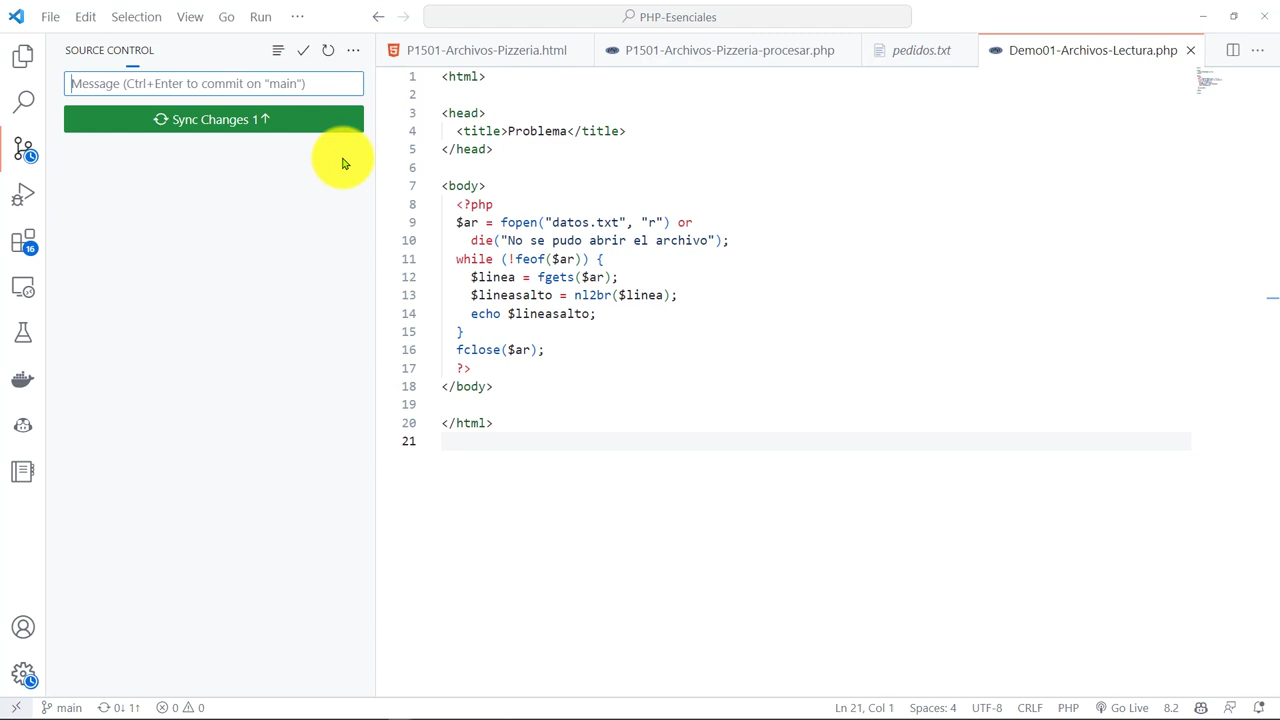 File Edit Selection View Go Run ···
PHP-Esenciales
SOURCE CONTROL
Message (Ctrl+Enter to commit on "main")
Sync Changes 1↑
16
P1501-Archivos-Pizzeria.html
P1501-Archivos-Pizzeria-procesar.php
pedidos.txt
Demo01-Archivos-Lectura.php
1 <html>
2
3 <head>
4 <title>Problema</title>
5 </head>
6
7 <body>
8 <?php
9 $ar = fopen("datos.txt", "r") or
10 die("No se pudo abrir el archivo");
11 while (!feof($ar)) {
12 $linea = fgets($ar);
13 $lineasalto = nl2br($linea);
14 echo $lineasalto;
15 }
16 fclose($ar);
17 ?>
18 </body>
19
20 </html>
21
main 0↓ 1↑ 0 0 Ln 21, Col 1 Spaces: 4 UTF-8 CRLF PHP Go Live 8.2